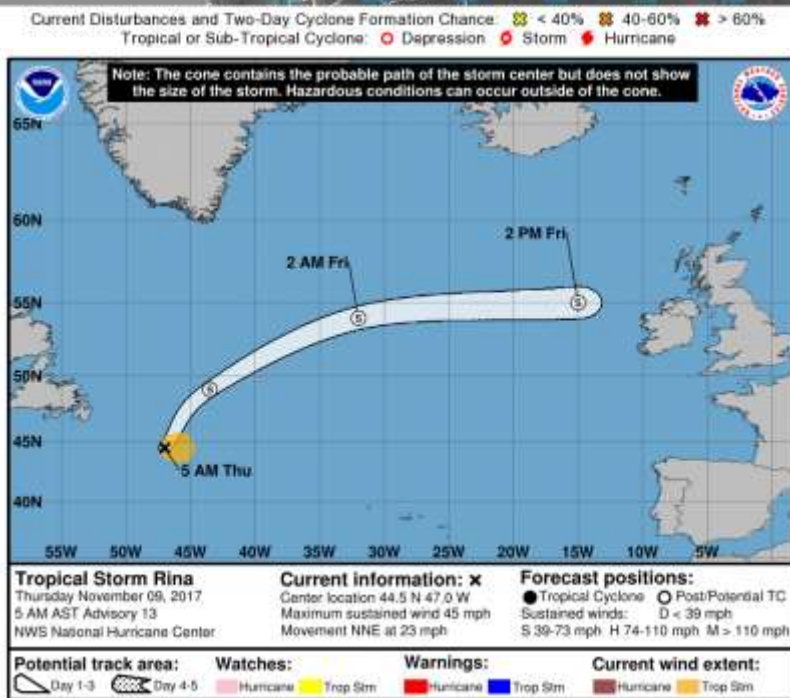 Current Disturbances and Two-Day Cyclone Formation Chance: < 40% 40-60% > 60%
Tropical or Sub-Tropical Cyclone: Depression Storm Hurricane
Note: The cone contains the probable path of the storm center but does not show
the size of the storm. Hazardous conditions can occur outside of the cone.
65N
60N
2 PM Fri
2 AM Fri
55N
S
S
50N
S
45N
5 AM Thu
40N
55W 50W 45W 40W 35W 30W 25W 20W 15W 10W 5W
Tropical Storm Rina
Thursday November 09, 2017
5 AM AST Advisory 13
NWS National Hurricane Center
Current information: x
Center location 44.5 N 47.0 W
Maximum sustained wind 45 mph
Movement NNE at 23 mph
Forecast positions:
Tropical Cyclone Post/Potential TC
Sustained winds: D < 39 mph
S 39-73 mph H 74-110 mph M > 110 mph
Potential track area:
Day 1-3 Day 4-5
Watches:
Hurricane Trop Stm
Warnings:
Hurricane Trop Stm
Current wind extent:
Hurricane Trop Stm